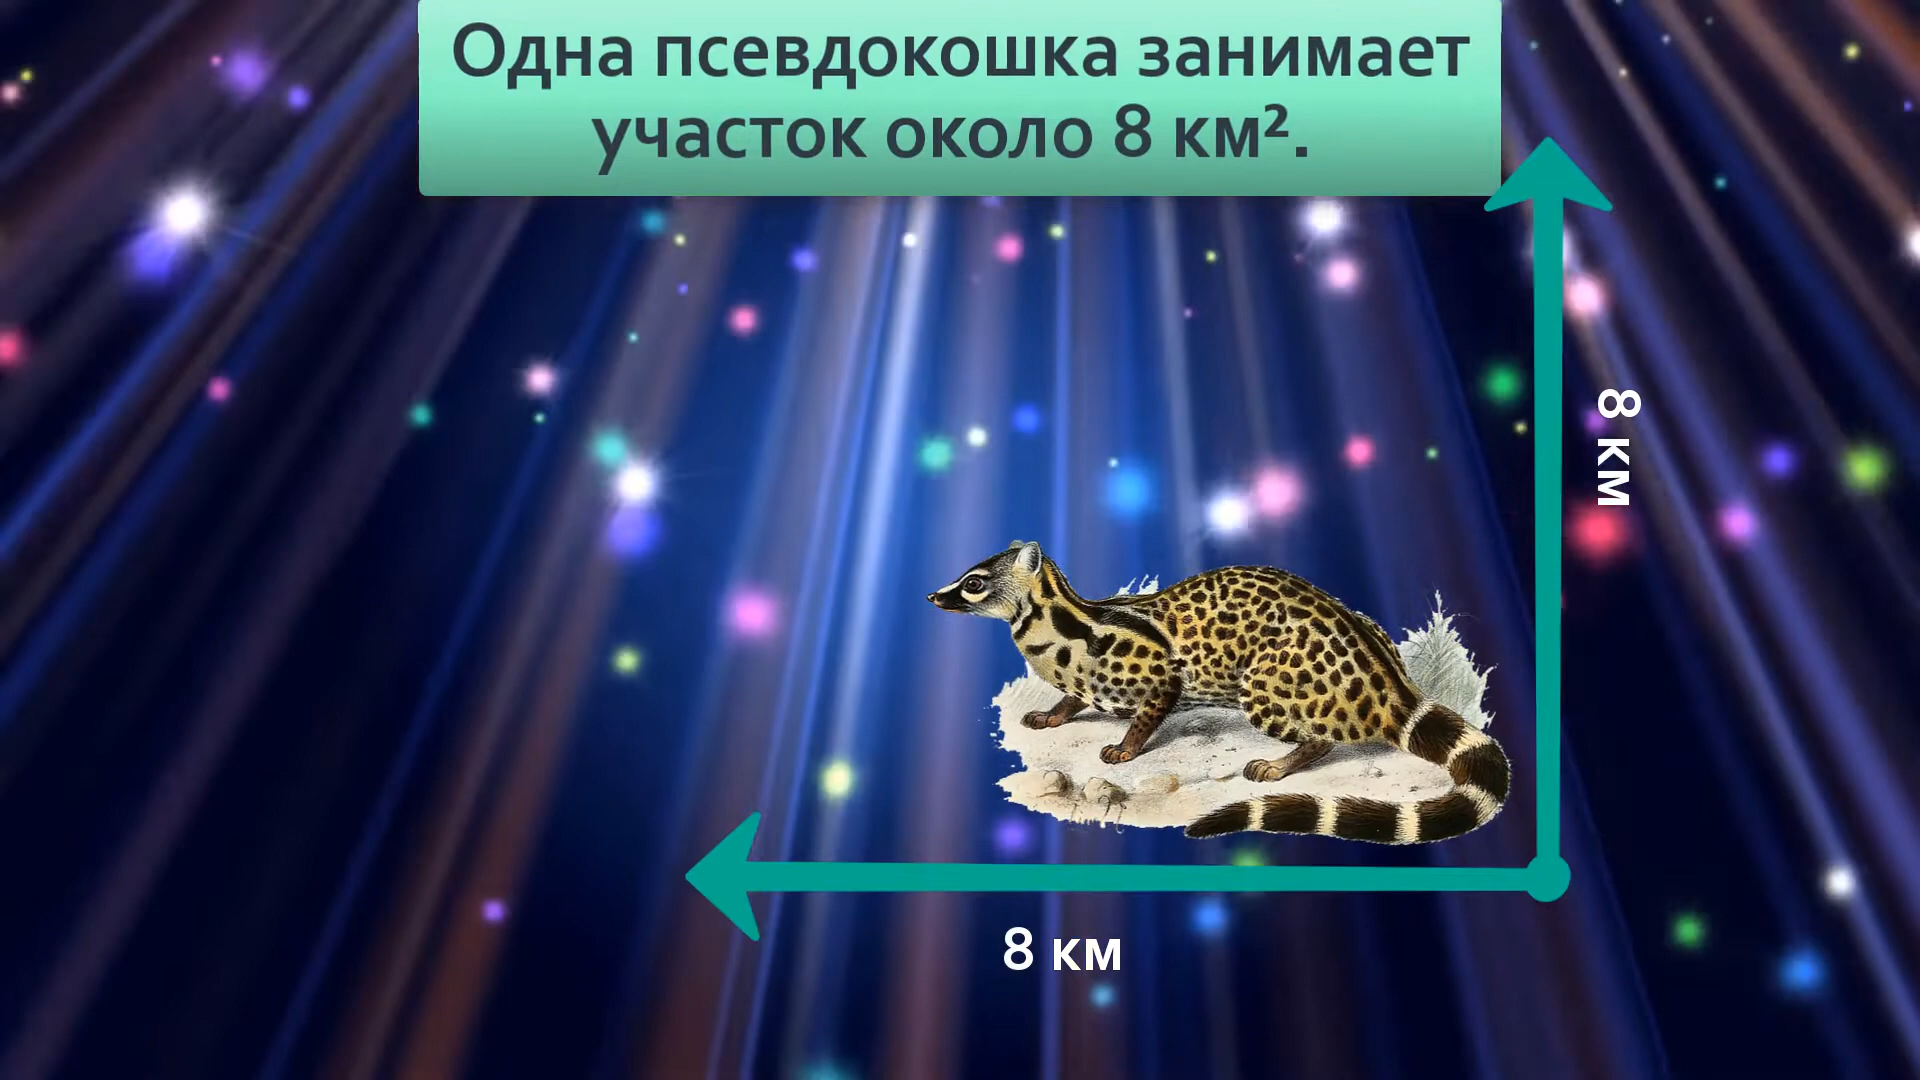 Одна псевдокошка занимает
участок около 8 км².
8 км
8 км